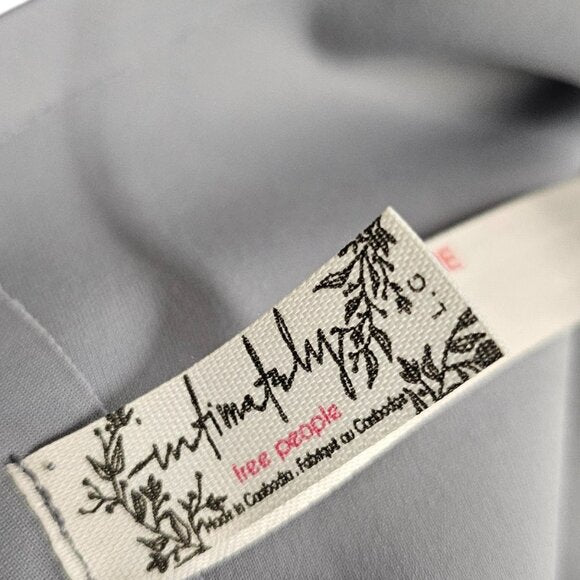 intimately
free people
Made in Cambodia . Fabriqué au Cambodge
L.G